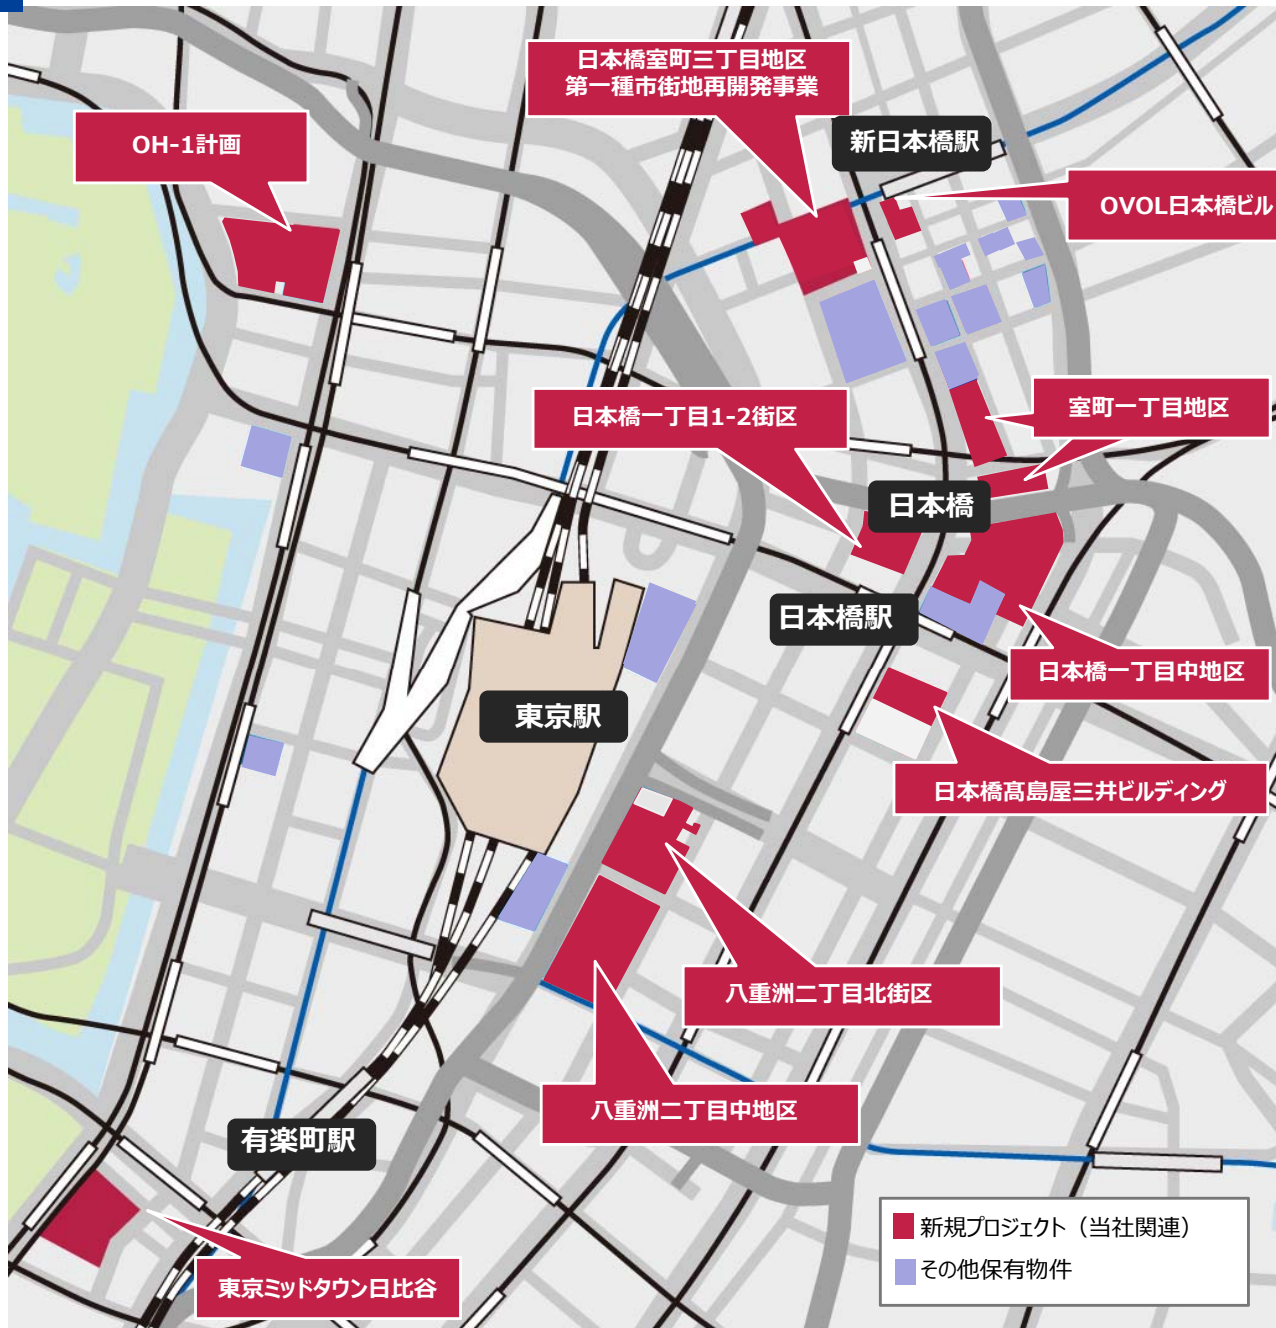 日本橋室町三丁目地区
第一種市街地再開発事業
新日本橋駅
OH-1計画
OVOL日本橋ビル
日本橋一丁目1-2街区
室町一丁目地区
日本橋
日本橋駅
日本橋一丁目中地区
東京駅
日本橋髙島屋三井ビルディング
八重洲二丁目北街区
八重洲二丁目中地区
有楽町駅
東京ミッドタウン日比谷
新規プロジェクト（当社関連）
その他保有物件